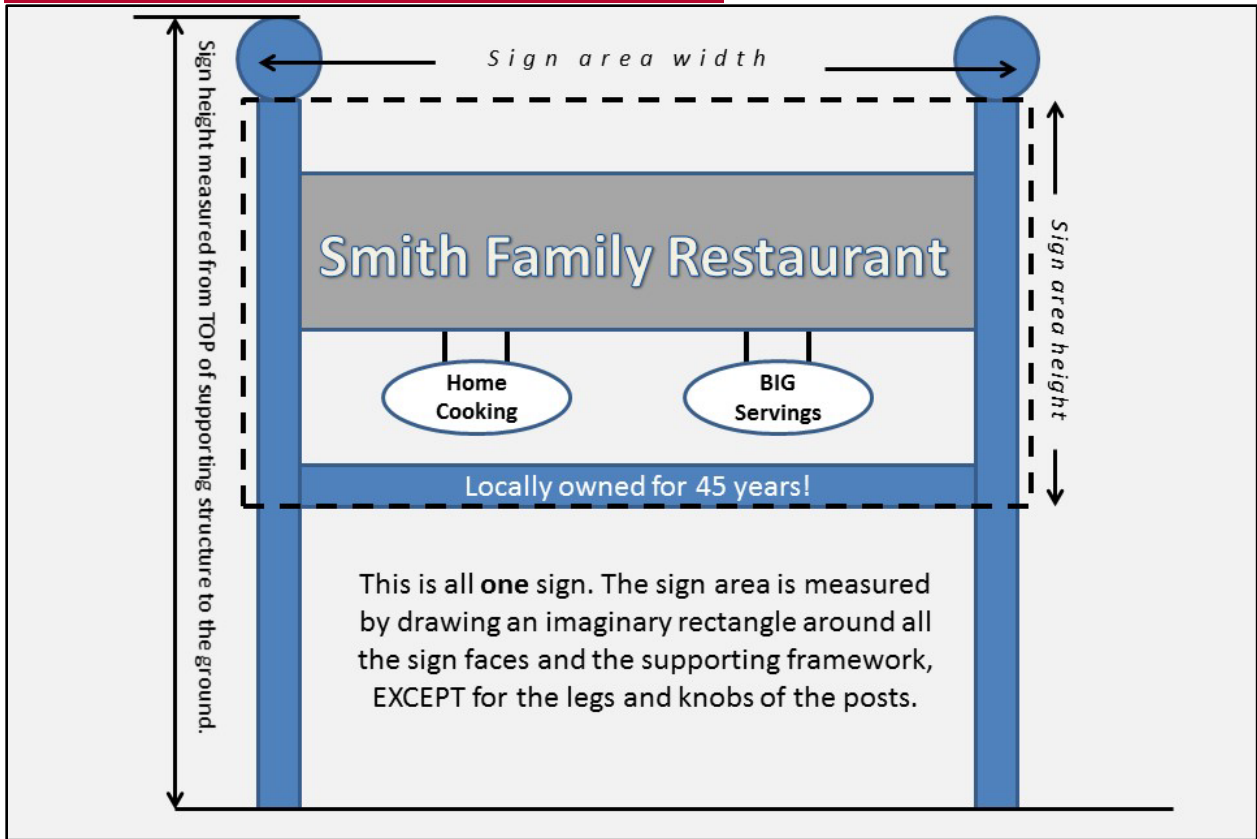 Sign area width
Sign height measured from TOP of supporting structure to the ground.
Smith Family Restaurant
Sign area height
Home
Cooking
BIG
Servings
Locally owned for 45 years!
This is all one sign. The sign area is measured
by drawing an imaginary rectangle around all
the sign faces and the supporting framework,
EXCEPT for the legs and knobs of the posts.